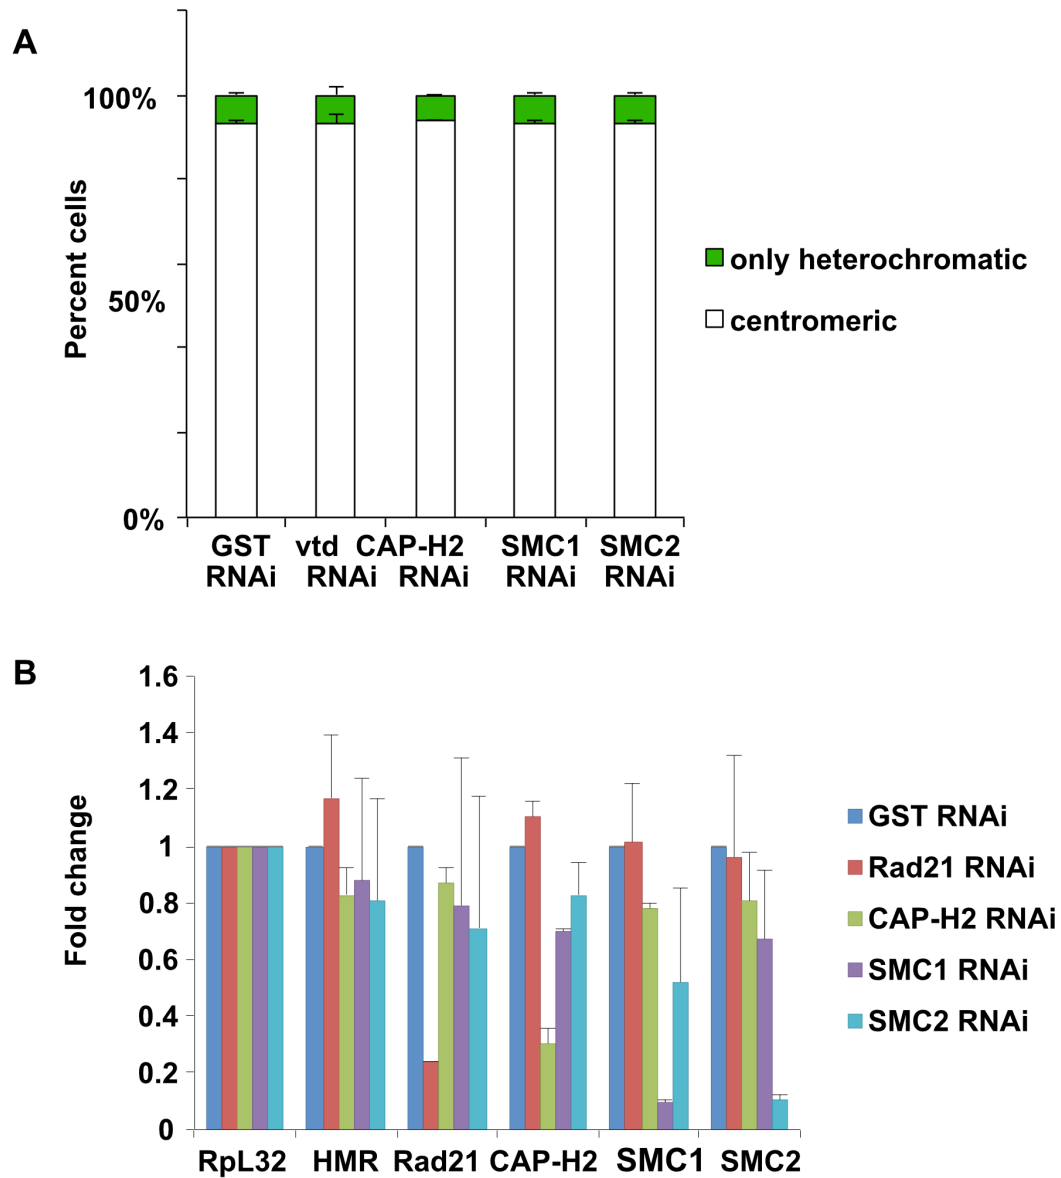 A
100%
50%
0%
Percent cells
only heterochromatic
centromeric
GST RNAi
vtd RNAi
CAP-H2 RNAi
SMC1 RNAi
SMC2 RNAi
B
1.6
1.4
1.2
1
0.8
0.6
0.4
0.2
0
Fold change
RpL32 HMR Rad21 CAP-H2 SMC1 SMC2
GST RNAi
Rad21 RNAi
CAP-H2 RNAi
SMC1 RNAi
SMC2 RNAi